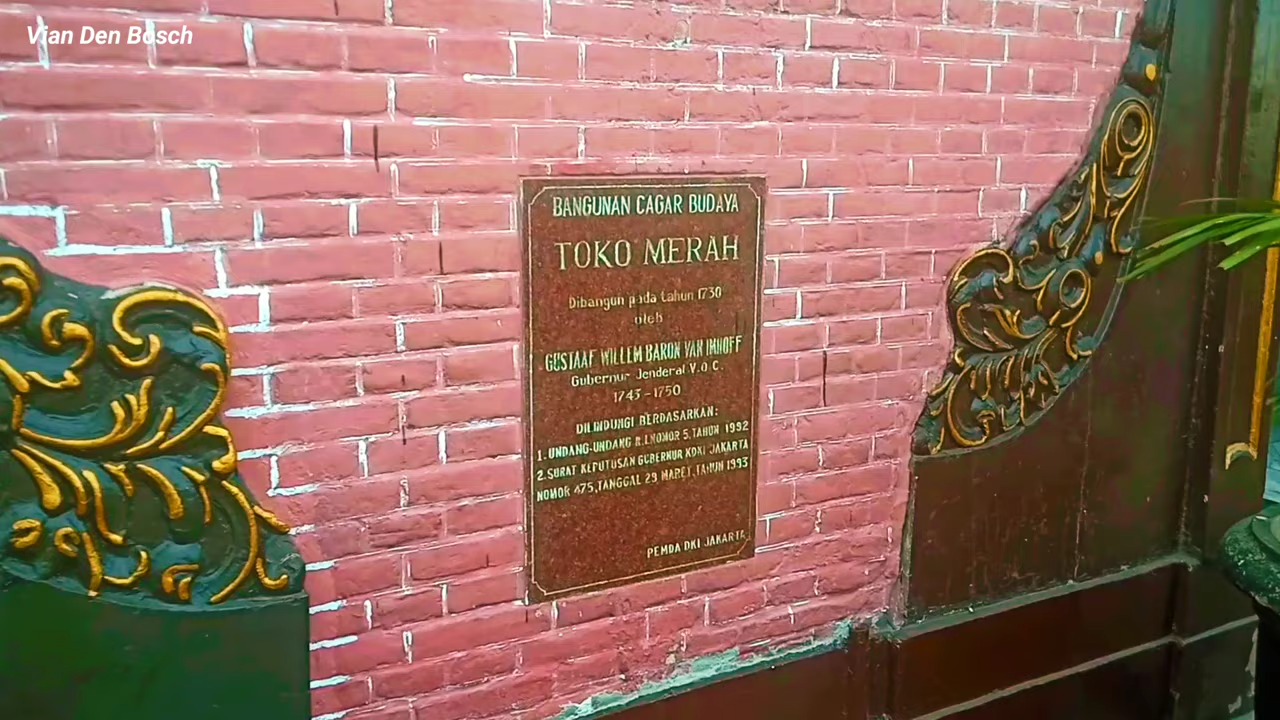 Vian Den Bosch
BANGUNAN CAGAR BUDAYA
TOKO MERAH
Dibangun pada tahun 1730
oleh
GUSTAAF WILLEM BARON VAN IMHOFF
Gubernur Jenderal V.O.C.
1743-1750
DILINDUNGI BERDASARKAN:
1. UNDANG-UNDANG R.I.NOMOR 5,TAHUN 1992
2.SURAT KEPUTUSAN GUBERNUR KDKI JAKARTA
NOMOR 475,TANGGAL 29 MARET,TAHUN 1993
PEMDA DKI JAKARTA